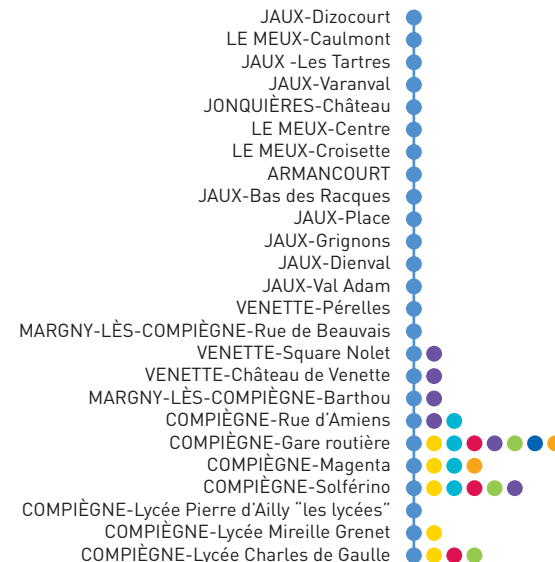 JAUX-Dizocourt
LE MEUX-Caulmont
JAUX -Les Tartres
JAUX-Varanval
JONQUIÈRES-Château
LE MEUX-Centre
LE MEUX-Croisette
ARMANCOURT
JAUX-Bas des Racques
JAUX-Place
JAUX-Grignons
JAUX-Dienval
JAUX-Val Adam
VENETTE-Pérelles
MARGNY-LÈS-COMPIÈGNE-Rue de Beauvais
VENETTE-Square Nolet
VENETTE-Château de Venette
MARGNY-LÈS-COMPIÈGNE-Barthou
COMPIÈGNE-Rue d'Amiens
COMPIÈGNE-Gare routière
COMPIÈGNE-Magenta
COMPIÈGNE-Solférino
COMPIÈGNE-Lycée Pierre d'Ailly “les lycées”
COMPIÈGNE-Lycée Mireille Grenet
COMPIÈGNE-Lycée Charles de Gaulle